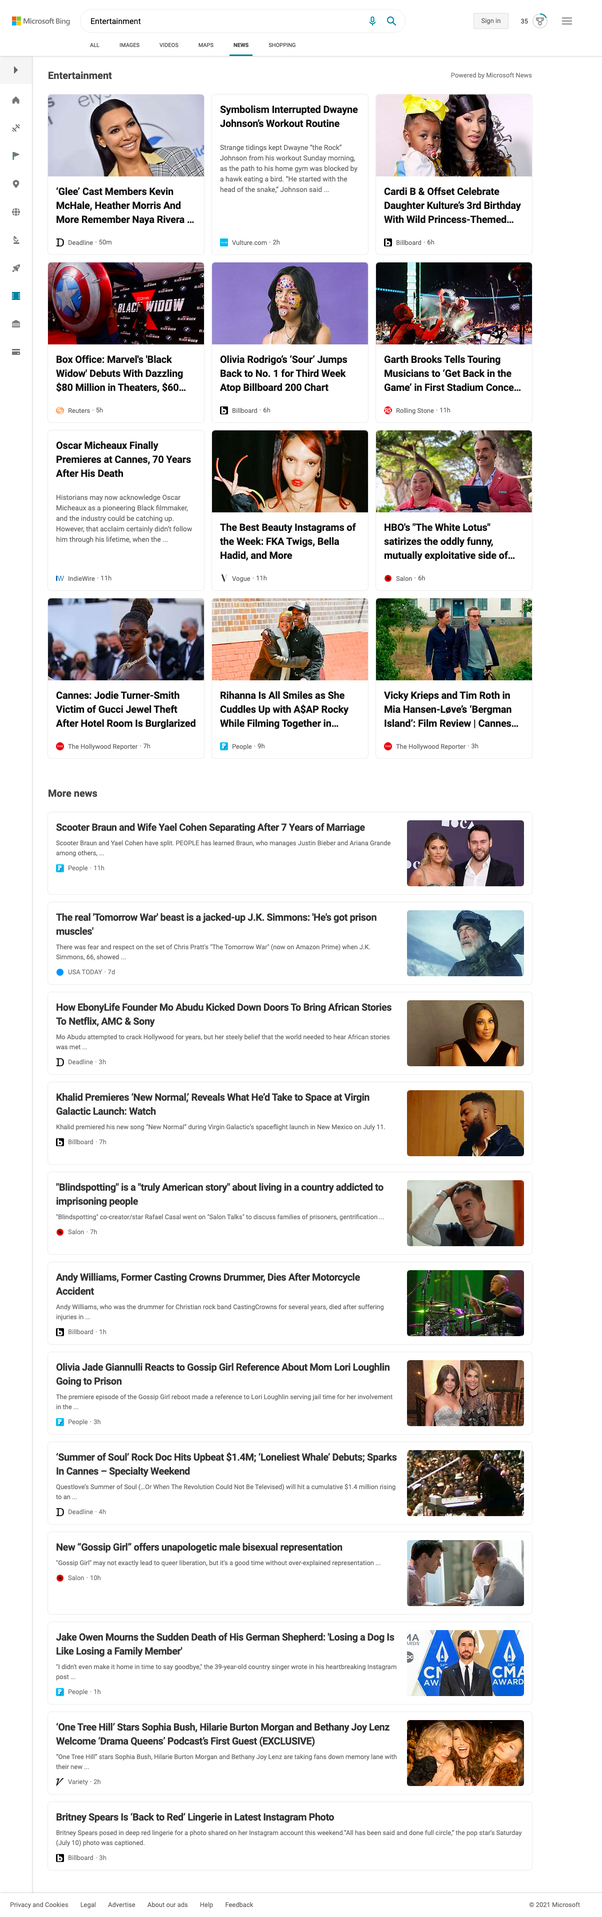 Microsoft Bing
Entertainment
Sign in
35
ALL
IMAGES
VIDEOS
MAPS
NEWS
SHOPPING
Entertainment
Powered by Microsoft News
‘Glee’ Cast Members Kevin
McHale, Heather Morris And
More Remember Naya Rivera ...
Deadline · 50m
Symbolism Interrupted Dwayne
Johnson’s Workout Routine
Strange tidings kept Dwayne “the Rock”
Johnson from his workout Sunday morning,
as the path to his home gym was blocked by
a hawk eating a bird. “He started with the
head of the snake,” Johnson said ...
Vulture.com · 2h
Cardi B & Offset Celebrate
Daughter Kulture’s 3rd Birthday
With Wild Princess-Themed...
Billboard · 6h
BLACK WIDOW
Box Office: Marvel's 'Black
Widow' Debuts With Dazzling
$80 Million in Theaters, $60...
Reuters · 5h
Olivia Rodrigo’s ‘Sour’ Jumps
Back to No. 1 for Third Week
Atop Billboard 200 Chart
Billboard · 6h
Garth Brooks Tells Touring
Musicians to ‘Get Back in the
Game’ in First Stadium Conce...
Rolling Stone · 11h
Oscar Micheaux Finally
Premieres at Cannes, 70 Years
After His Death
Historians may now acknowledge Oscar
Micheaux as a pioneering Black filmmaker,
and the industry could be catching up.
However, that acclaim certainly didn't follow
him through his lifetime, when the ...
IndieWire · 11h
The Best Beauty Instagrams of
the Week: FKA Twigs, Bella
Hadid, and More
Vogue · 11h
HBO's "The White Lotus"
satirizes the oddly funny,
mutually exploitative side of...
Salon · 6h
Cannes: Jodie Turner-Smith
Victim of Gucci Jewel Theft
After Hotel Room Is Burglarized
The Hollywood Reporter · 7h
Rihanna Is All Smiles as She
Cuddles Up with A$AP Rocky
While Filming Together in...
People · 9h
Vicky Krieps and Tim Roth in
Mia Hansen-Løve’s ‘Bergman
Island’: Film Review | Cannes...
The Hollywood Reporter · 3h
More news
Scooter Braun and Wife Yael Cohen Separating After 7 Years of Marriage
Scooter Braun and Yael Cohen have split. PEOPLE has learned Braun, who manages Justin Bieber and Ariana Grande
among others, ...
People · 11h
The real 'Tomorrow War' beast is a jacked-up J.K. Simmons: 'He's got prison
muscles'
There was fear and respect on the set of Chris Pratt's "The Tomorrow War" (now on Amazon Prime) when J.K.
Simmons, 66, showed ...
USA TODAY · 7d
How EbonyLife Founder Mo Abudu Kicked Down Doors To Bring African Stories
To Netflix, AMC & Sony
Mo Abudu attempted to crack Hollywood for years, but her steely belief that the world needed to hear African stories
was met ...
Deadline · 3h
Khalid Premieres ‘New Normal,’ Reveals What He’d Take to Space at Virgin
Galactic Launch: Watch
Khalid premiered his new song “New Normal” during Virgin Galactic's spaceflight launch in New Mexico on July 11.
Billboard · 7h
"Blindspotting" is a "truly American story" about living in a country addicted to
imprisoning people
"Blindspotting" co-creator/star Rafael Casal went on "Salon Talks" to discuss families of prisoners, gentrification ...
Salon · 7h
Andy Williams, Former Casting Crowns Drummer, Dies After Motorcycle
Accident
Andy Williams, who was the drummer for Christian rock band CastingCrowns for several years, died after suffering
injuries in ...
Billboard · 1h
Olivia Jade Giannulli Reacts to Gossip Girl Reference About Mom Lori Loughlin
Going to Prison
The premiere episode of the Gossip Girl reboot made a reference to Lori Loughlin serving jail time for her involvement
in the ...
People · 3h
‘Summer of Soul’ Rock Doc Hits Upbeat $1.4M; ‘Loneliest Whale’ Debuts; Sparks
In Cannes – Specialty Weekend
Questlove's Summer of Soul (...Or When The Revolution Could Not Be Televised) will hit a cumulative $1.4 million rising
to an ...
Deadline · 4h
New “Gossip Girl” offers unapologetic male bisexual representation
"Gossip Girl" may not exactly lead to queer liberation, but it's a good time without over-explained representation ...
Salon · 10h
Jake Owen Mourns the Sudden Death of His German Shepherd: 'Losing a Dog Is
Like Losing a Family Member'
"I didn't even make it home in time to say goodbye," the 39-year-old country singer wrote in his heartbreaking Instagram
post ...
People · 1h
‘One Tree Hill’ Stars Sophia Bush, Hilarie Burton Morgan and Bethany Joy Lenz
Welcome ‘Drama Queens’ Podcast’s First Guest (EXCLUSIVE)
"One Tree Hill" stars Sophia Bush, Hilarie Burton Morgan and Bethany Joy Lenz are taking fans down memory lane with
their new ...
Variety · 2h
Britney Spears Is ‘Back to Red’ Lingerie in Latest Instagram Photo
Britney Spears posed in deep red lingerie for a photo shared on her Instagram account this weekend."All has been said and done full circle," the pop star's Saturday
(July 10) photo was captioned.
Billboard · 3h
Privacy and Cookies
Legal
Advertise
About our ads
Help
Feedback
© 2021 Microsoft